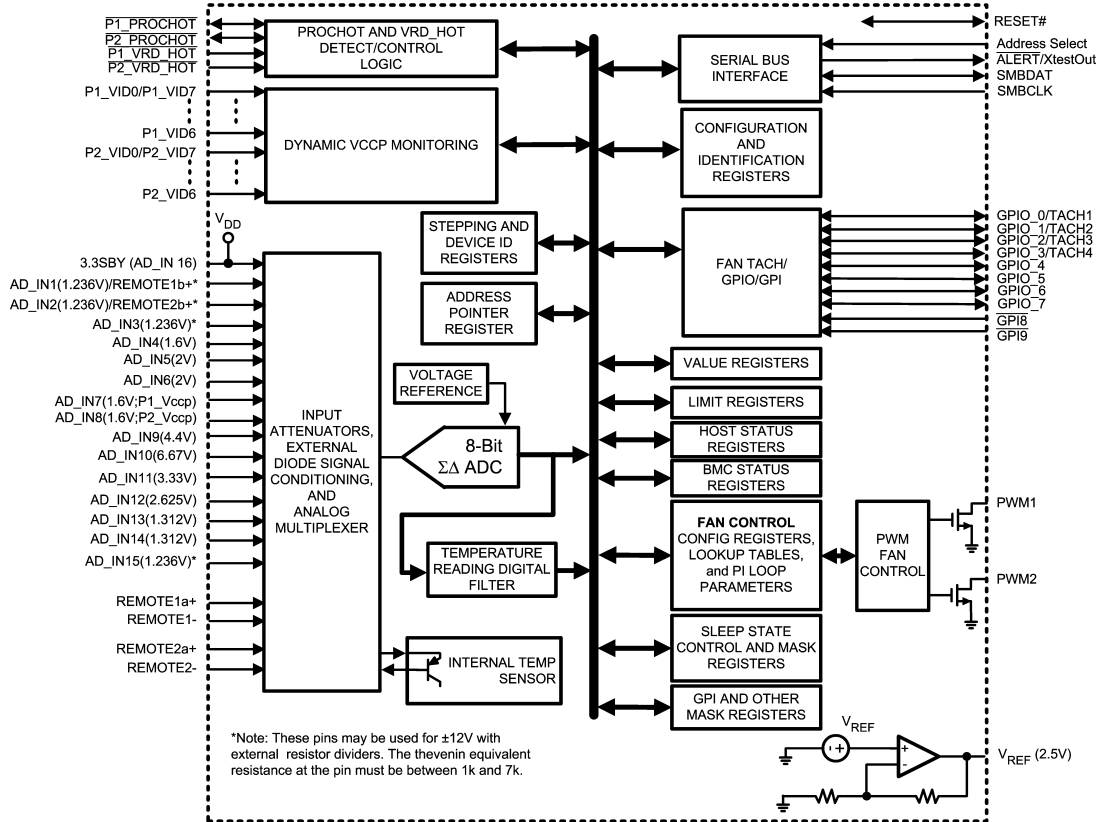 P1_PROCHOT
P2_PROCHOT
P1_VRD_HOT
P2_VRD_HOT
P1_VID0/P1_VID7
P1_VID6
P2_VID0/P2_VID7
P2_VID6
VDD
3.3SBY (AD_IN 16)
AD_IN1(1.236V)/REMOTE1b+*
AD_IN2(1.236V)/REMOTE2b+*
AD_IN3(1.236V)*
AD_IN4(1.6V)
AD_IN5(2V)
AD_IN6(2V)
AD_IN7(1.6V;P1_Vccp)
AD_IN8(1.6V;P2_Vccp)
AD_IN9(4.4V)
AD_IN10(6.67V)
AD_IN11(3.33V)
AD_IN12(2.625V)
AD_IN13(1.312V)
AD_IN14(1.312V)
AD_IN15(1.236V)*
REMOTE1a+
REMOTE1-
REMOTE2a+
REMOTE2-
PROCHOT AND VRD_HOT
DETECT/CONTROL
LOGIC
DYNAMIC VCCP MONITORING
STEPPING AND
DEVICE ID
REGISTERS
ADDRESS
POINTER
REGISTER
VOLTAGE
REFERENCE
INPUT
ATTENUATORS,
EXTERNAL
DIODE SIGNAL
CONDITIONING,
AND
ANALOG
MULTIPLEXER
8-Bit
ΣΔ ADC
TEMPERATURE
READING DIGITAL
FILTER
INTERNAL TEMP
SENSOR
*Note: These pins may be used for ±12V with
external resistor dividers. The thevenin equivalent
resistance at the pin must be between 1k and 7k.
SERIAL BUS
INTERFACE
CONFIGURATION
AND
IDENTIFICATION
REGISTERS
FAN TACH/
GPIO/GPI
VALUE REGISTERS
LIMIT REGISTERS
HOST STATUS
REGISTERS
BMC STATUS
REGISTERS
FAN CONTROL
CONFIG REGISTERS,
LOOKUP TABLES,
and PI LOOP
PARAMETERS
PWM
FAN
CONTROL
SLEEP STATE
CONTROL AND MASK
REGISTERS
GPI AND OTHER
MASK REGISTERS
RESET#
Address Select
ALERT/XtestOut
SMBDAT
SMBCLK
GPIO_0/TACH1
GPIO_1/TACH2
GPIO_2/TACH3
GPIO_3/TACH4
GPIO_4
GPIO_5
GPIO_6
GPIO_7
GPI8
GPI9
PWM1
PWM2
VREF
- +
+
-
VREF (2.5V)